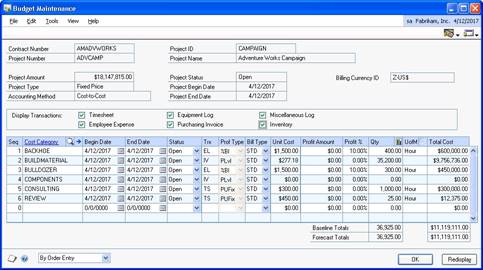 Budget Maintenance
File Edit Tools View Help sa Fabrikam, Inc. 4/12/2017
Contract Number AMADVWORKS Project ID CAMPAIGN
Project Number ADVCAMP Project Name Adventure Works Campaign
Project Amount $18,147,815.00 Project Status Open Billing Currency ID Z-US$
Project Type Fixed Price Project Begin Date 4/12/2017
Accounting Method Cost-to-Cost Project End Date 4/12/2017
Display Transactions: Timesheet Equipment Log Miscellaneous Log
Employee Expense Purchasing Invoice Inventory
Seq Cost Category Begin Date End Date Status Trx Prof Type Bill Type Unit Cost Profit Amount Profit % Qty UofM Total Cost
1 BACKHOE 4/12/2017 4/12/2017 Open EL %BI STD $1,500.00 $0.00 10.00% 400.00 Hour $600,000.00
2 BUILDMATERIAL 4/12/2017 4/12/2017 Open IV PLvl STD $277.18 $0.00 0.00% 35,200.00 $9,756,736.00
3 BULLDOZER 4/12/2017 4/12/2017 Open EL %BI STD $1,500.00 $0.00 10.00% 300.00 Hour $450,000.00
4 COMPONENTS 4/12/2017 4/12/2017 Open IV PLvl STD $0.00 $0.00 0.00% 0.00 $0.00
5 CONSULTING 4/12/2017 4/12/2017 Open TS PUFix STD $300.00 $0.00 0.00% 1,000.00 Hour $300,000.00
6 REVIEW 4/12/2017 4/12/2017 Open TS PUFix STD $450.00 $0.00 0.00% 25.00 Hour $12,375.00
0 0/0/0000 0/0/0000 Open $0.00 $0.00 0.00% 0.00 $0.00
Baseline Totals 36,925.00 $11,119,111.00
Forecast Totals 36,925.00 $11,119,111.00
By Order Entry OK Redisplay